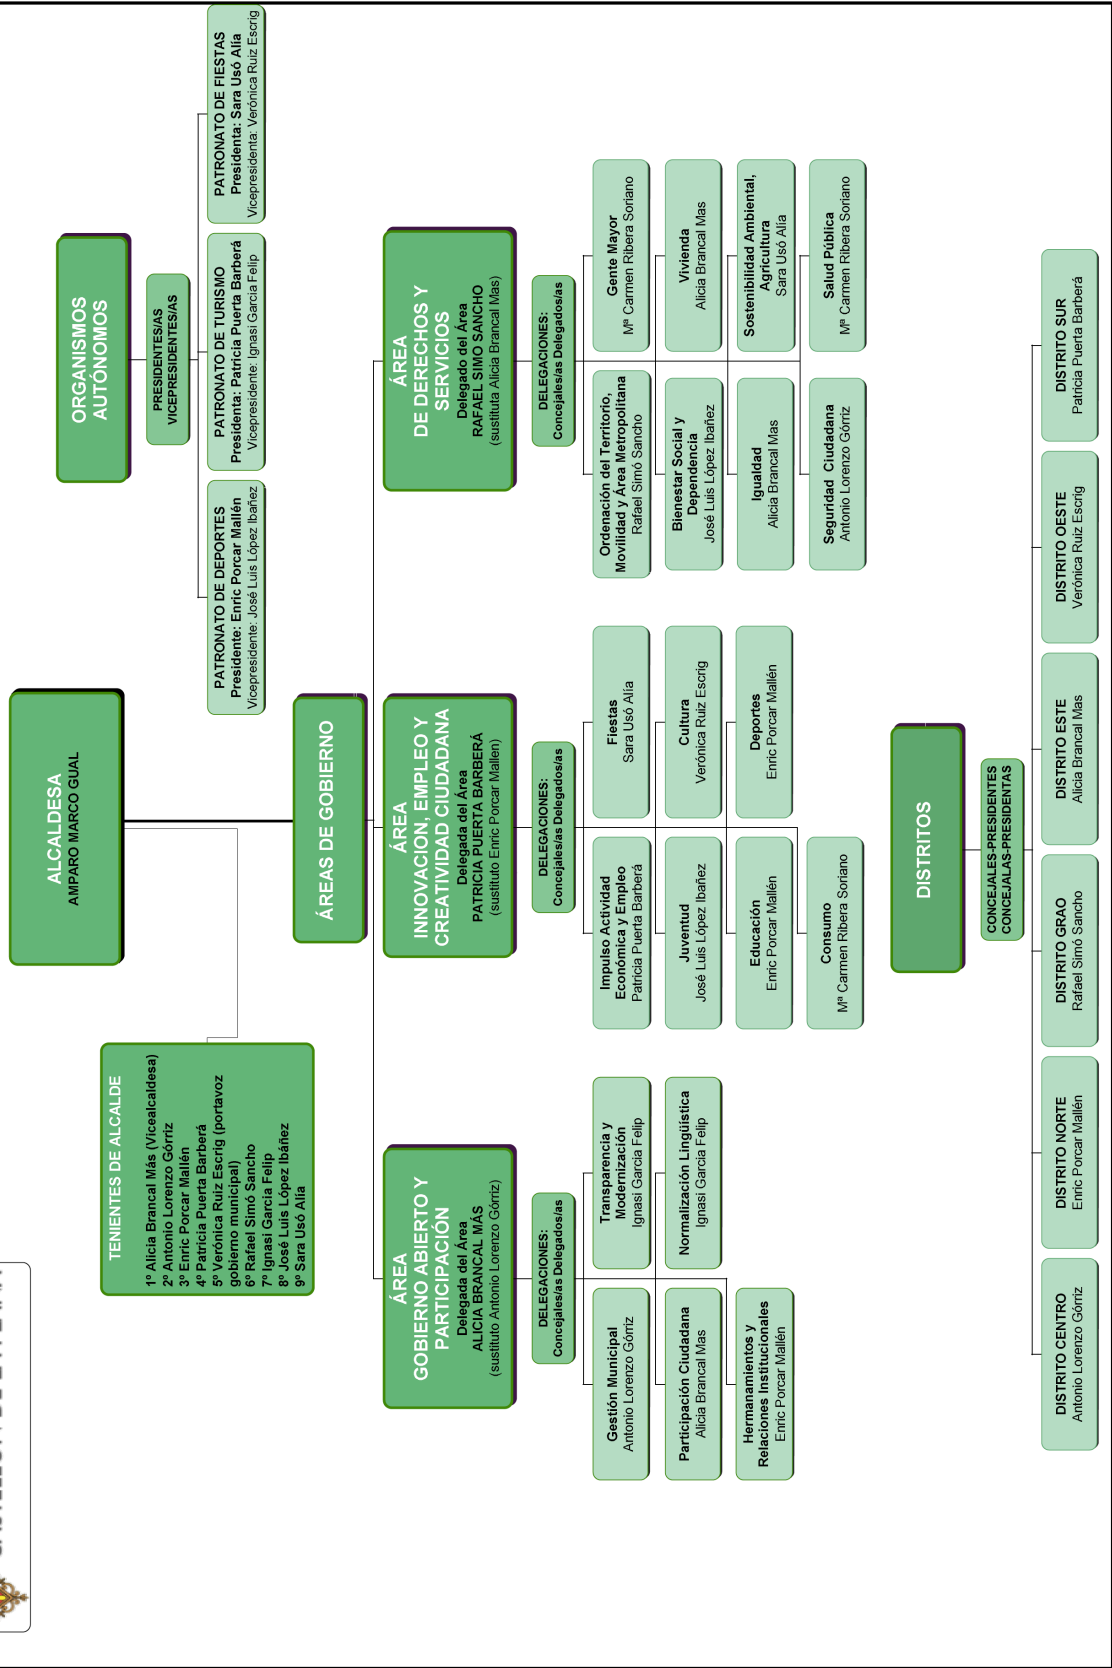 ALCALDESA
AMPARO MARCO GUAL
TENIENTES DE ALCALDE
1º Alicia Brancal Más (Vicealcaldesa)
2º Antonio Lorenzo Górriz
3º Enric Porcar Mallén
4º Patricia Puerta Barberá
5º Verónica Ruiz Escrig (portavoz
gobierno municipal)
6º Rafael Simó Sancho
7º Ignasi Garcia Felip
8º José Luis López Ibáñez
9º Sara Usó Alía
ORGANISMOS
AUTÓNOMOS
PRESIDENTES/AS
VICEPRESIDENTES/AS
PATRONATO DE DEPORTES
Presidente: Enric Porcar Mallén
Vicepresidente: José Luis López Ibañez
PATRONATO DE TURISMO
Presidenta: Patricia Puerta Barberá
Vicepresidente: Ignasi Garcia Felip
PATRONATO DE FIESTAS
Presidenta: Sara Usó Alía
Vicepresidenta: Verónica Ruiz Escrig
ÁREAS DE GOBIERNO
ÁREA
GOBIERNO ABIERTO Y
PARTICIPACIÓN
Delegada del Área
ALICIA BRANCAL MÁS
(sustituto Antonio Lorenzo Górriz)
DELEGACIONES:
Concejales/as Delegados/as
Gestión Municipal
Antonio Lorenzo Górriz
Transparencia y
Modernización
Ignasi Garcia Felip
Participación Ciudadana
Alicia Brancal Mas
Normalización Lingüística
Ignasi Garcia Felip
Hermanamientos y
Relaciones Institucionales
Enric Porcar Mallén
ÁREA
INNOVACION, EMPLEO Y
CREATIVIDAD CIUDADANA
Delegada del Área
PATRICIA PUERTA BARBERÁ
(sustituto Enric Porcar Mallen)
DELEGACIONES:
Concejales/as Delegados/as
Impulso Actividad
Económica y Empleo
Patricia Puerta Barberá
Fiestas
Sara Usó Alía
Juventud
José Luis López Ibañez
Cultura
Verónica Ruiz Escrig
Educación
Enric Porcar Mallén
Deportes
Enric Porcar Mallén
Consumo
Mª Carmen Ribera Soriano
ÁREA
DE DERECHOS Y
SERVICIOS
Delegado del Área
RAFAEL SIMO SANCHO
(sustituta Alicia Brancal Mas)
DELEGACIONES:
Concejales/as Delegados/as
Ordenación del Territorio,
Movilidad y Área Metropolitana
Rafael Simó Sancho
Gente Mayor
Mª Carmen Ribera Soriano
Bienestar Social y
Dependencia
José Luis López Ibañez
Vivienda
Alicia Brancal Mas
Igualdad
Alicia Brancal Mas
Sostenibilidad Ambiental,
Agricultura
Sara Usó Alía
Seguridad Ciudadana
Antonio Lorenzo Górriz
Salud Pública
Mª Carmen Ribera Soriano
DISTRITOS
CONCEJALES-PRESIDENTES
CONCEJALAS-PRESIDENTAS
DISTRITO CENTRO
Antonio Lorenzo Górriz
DISTRITO NORTE
Enric Porcar Mallén
DISTRITO GRAO
Rafael Simó Sancho
DISTRITO ESTE
Alicia Brancal Mas
DISTRITO OESTE
Verónica Ruiz Escrig
DISTRITO SUR
Patricia Puerta Barberá